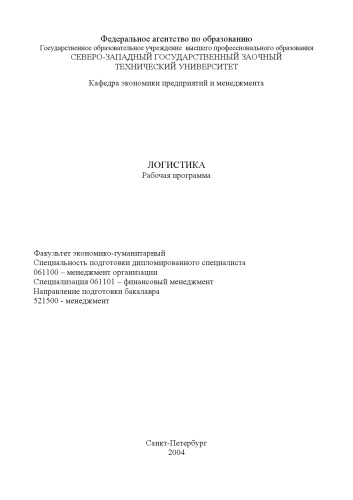 Федеральное агентство по образованию
Государственное образовательное учреждение высшего профессионального образования
СЕВЕРО-ЗАПАДНЫЙ ГОСУДАРСТВЕННЫЙ ЗАОЧНЫЙ
ТЕХНИЧЕСКИЙ УНИВЕРСИТЕТ
Кафедра экономики предприятий и менеджмента
ЛОГИСТИКА
Рабочая программа
Факультет экономико-гуманитарный
Специальность подготовки дипломированного специалиста
061100 – менеджмент организации
Специализация 061101 – финансовый менеджмент
Направление подготовки бакалавра
521500 - менеджмент
Санкт-Петербург
2004